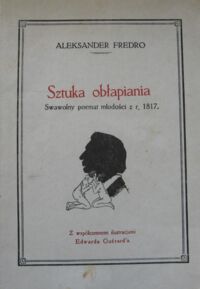 ALEKSANDER FREDRO
Sztuka obłapiania
Swawolny poemat młodości z r. 1817.
Z współczesnemi ilustracjami
Edwarda Guérard'a